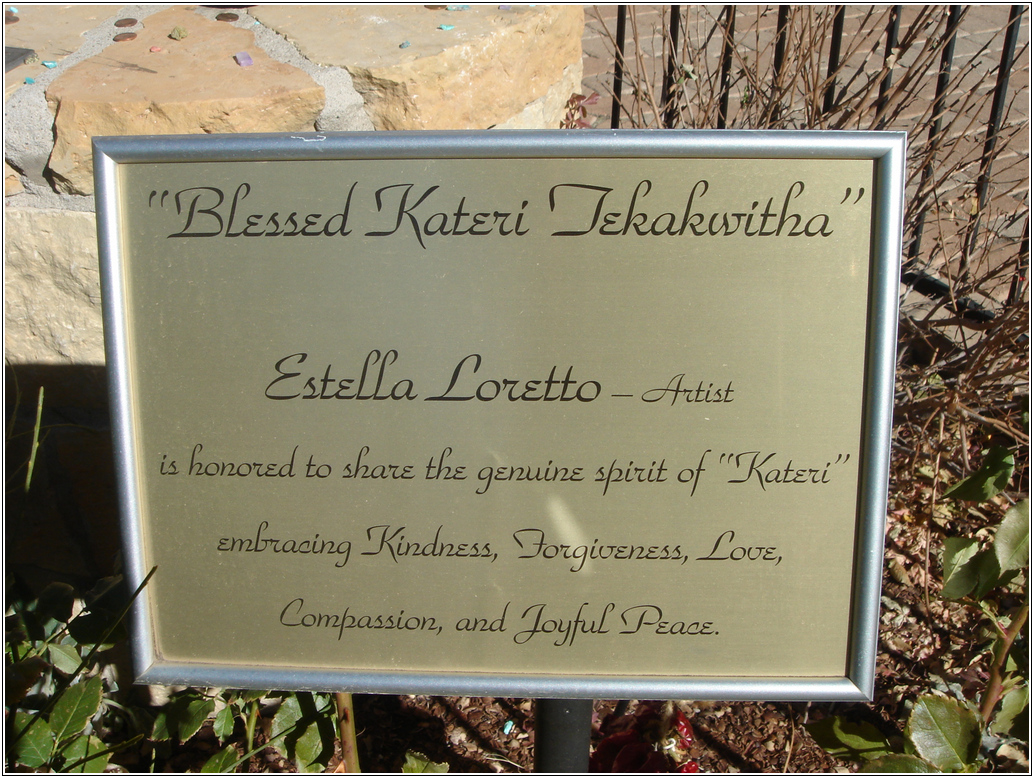 "Blessed Kateri Tekakwitha"
Estella Loretto – Artist
is honored to share the genuine spirit of "Kateri"
embracing Kindness, Forgiveness, Love,
Compassion, and Joyful Peace.